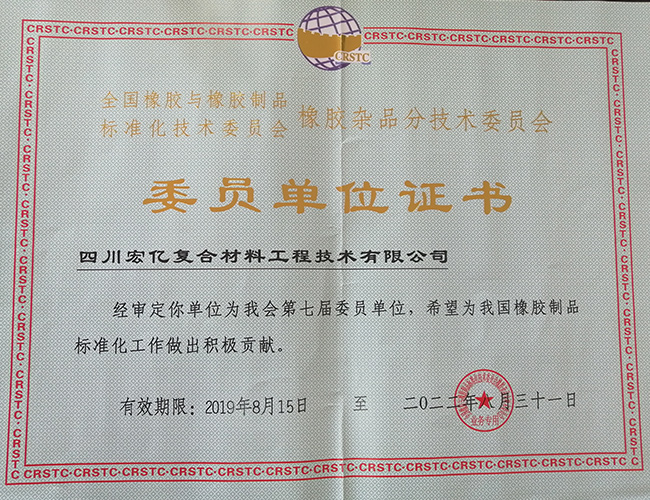 CRSTC·CRSTC·CRSTC·CRSTC·CRSTC·CRSTC·CRSTC·CRSTC·CRSTC·CRSTC·CRSTC·CRSTC
CRSTC
全国橡胶与橡胶制品
标准化技术委员会 橡胶杂品分技术委员会
委员单位证书
四川宏亿复合材料工程技术有限公司
经审定你单位为我会第七届委员单位，希望为我国橡胶制品
标准化工作做出积极贡献。
有效期限：2019年8月15日 至 二〇二二年 月三十一日
业务专用
CRSTC·CRSTC·CRSTC·CRSTC·CRSTC·CRSTC·CRSTC·CRSTC·CRSTC·CRSTC·CRSTC·CRSTC